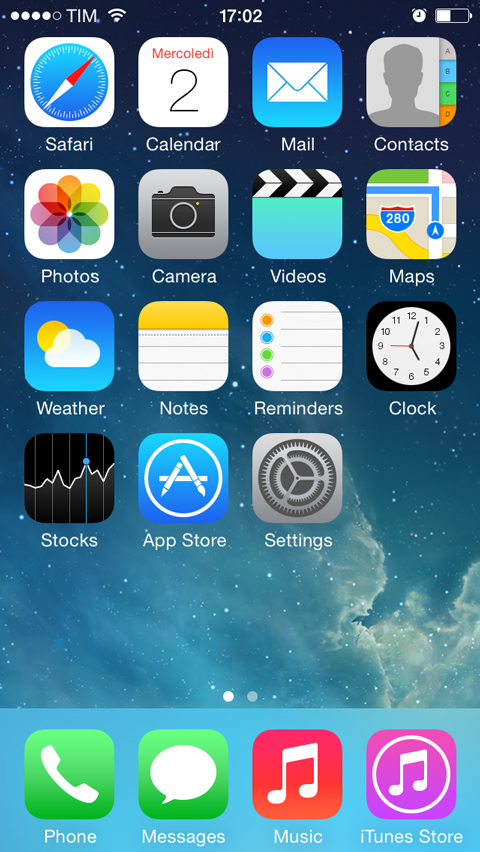 TIM 17:02
Mercoledì
2
A
B
C
D
Safari Calendar Mail Contacts
280
Photos Camera Videos Maps
12
11 1
10 2
9 3
8 4
7 5
6
Weather Notes Reminders Clock
Stocks App Store Settings
Phone Messages Music iTunes Store